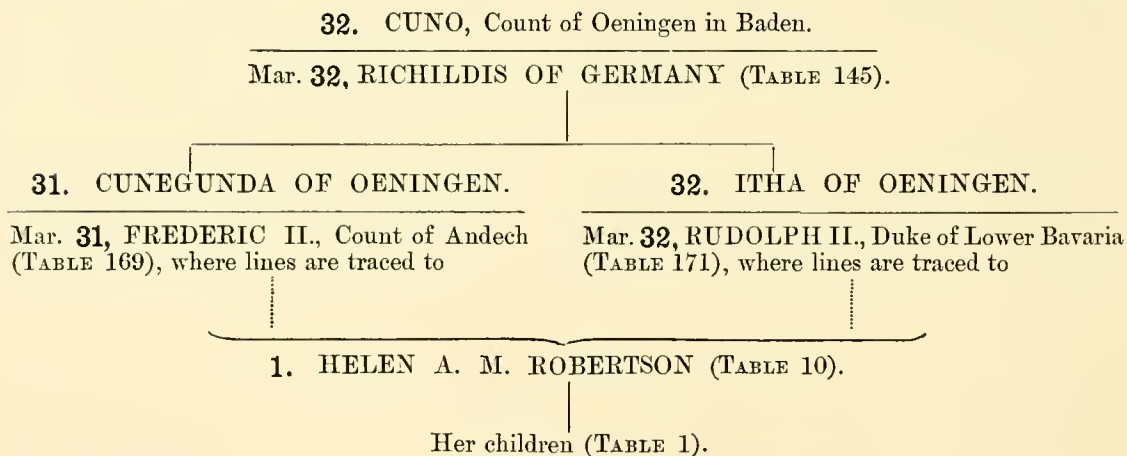 32. CUNO, Count of Oeningen in Baden.
Mar. 32, RICHILDIS OF GERMANY (TABLE 145).
31. CUNEGUNDA OF OENINGEN.
32. ITHA OF OENINGEN.
Mar. 31, FREDERIC II., Count of Andech
(TABLE 169), where lines are traced to
Mar. 32, RUDOLPH II., Duke of Lower Bavaria
(TABLE 171), where lines are traced to
1. HELEN A. M. ROBERTSON (TABLE 10).
Her children (TABLE 1).